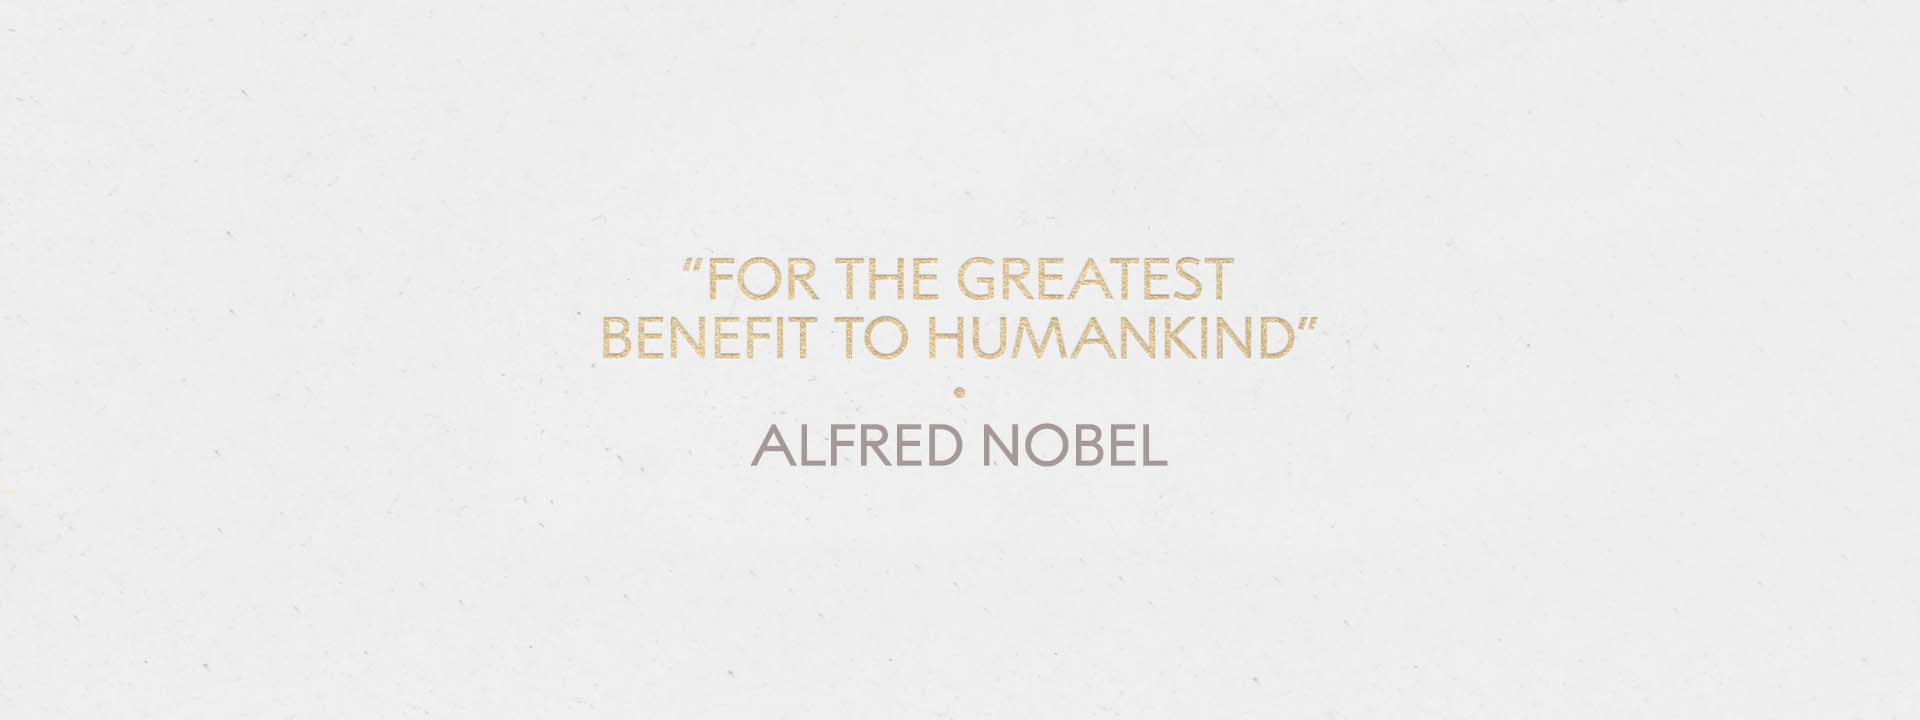 “FOR THE GREATEST
BENEFIT TO HUMANKIND”
•
ALFRED NOBEL